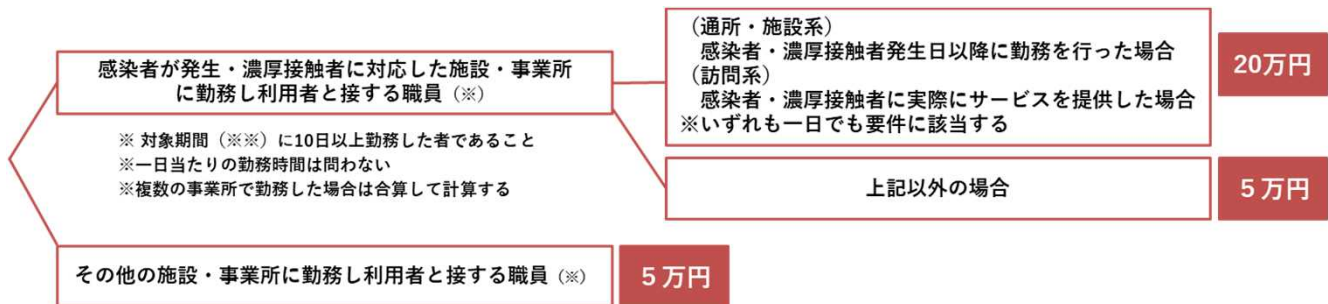 感染者が発生・濃厚接触者に対応した施設・事業所
に勤務し利用者と接する職員（※）
※ 対象期間（※※）に10日以上勤務した者であること
※一日当たりの勤務時間は問わない
※複数の事業所で勤務した場合は合算して計算する
（通所・施設系）
感染者・濃厚接触者発生日以降に勤務を行った場合
（訪問系）
感染者・濃厚接触者に実際にサービスを提供した場合
※いずれも一日でも要件に該当する
20万円
上記以外の場合
５万円
その他の施設・事業所に勤務し利用者と接する職員（※）
５万円